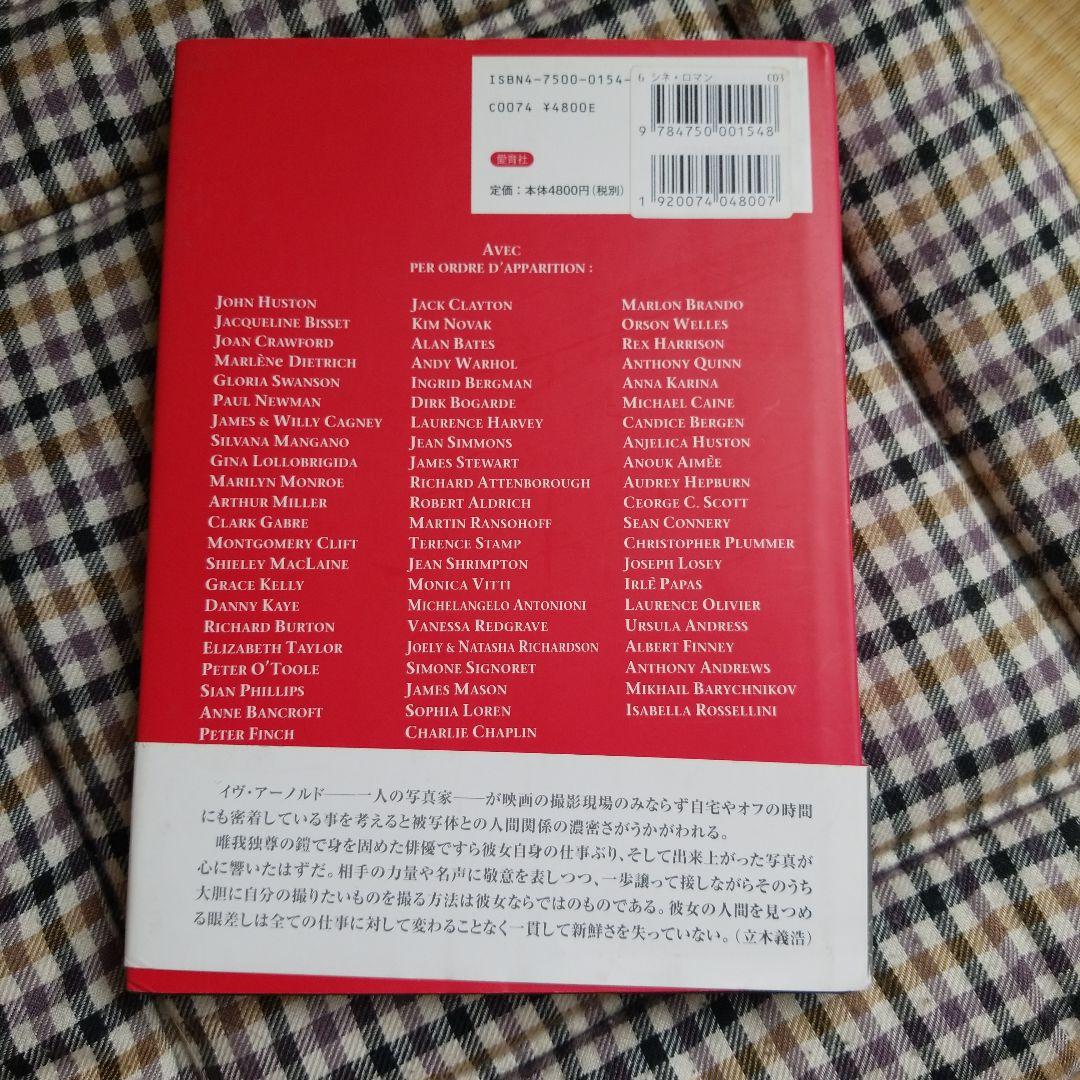 ISBN4-7500-0154-
6 シネ・ロマン C03
C0074 ¥4800E
9 784750 001548
愛育社
定価：本体4800円（税別）
1 920074 048007
AVEC
PER ORDRE D'APPARITION :
JOHN HUSTON
JACQUELINE BISSET
JOAN CRAWFORD
MARLÈNe DIETRICH
GLORIA SWANSON
PAUL NEWMAN
JAMES & WILLY CAGNEY
SILVANA MANGANO
GINA LOLLOBRIGIDA
MARILYN MONROE
ARTHUR MILLER
CLARK GABRE
MONTGOMERY CLIFT
SHIELEY MACLAINE
GRACE KELLY
DANNY KAYE
RICHARD BURTON
ELIZABETH TAYLOR
PETER O'TOOLE
SIAN PHILLIPS
ANNE BANCROFT
PETER FINCH
JACK CLAYTON
KIM NOVAK
ALAN BATES
ANDY WARHOL
INGRID BERGMAN
DIRK BOGARDE
LAURENCE HARVEY
JEAN SIMMONS
JAMES STEWART
RICHARD ATTENBOROUGH
ROBERT ALDRICH
MARTIN RANSOHOFF
TERENCE STAMP
JEAN SHRIMPTON
MONICA VITTI
MICHELANGELO ANTONIONI
VANESSA REDGRAVE
JOELY & NATASHA RICHARDSON
SIMONE SIGNORET
JAMES MASON
SOPHIA LOREN
CHARLIE CHAPLIN
MARLON BRANDO
ORSON WELLES
REX HARRISON
ANTHONY QUINN
ANNA KARINA
MICHAEL CAINE
CANDICE BERGEN
ANJELICA HUSTON
ANOUK AIMÈE
AUDREY HEPBURN
CEORGE C. SCOTT
SEAN CONNERY
CHRISTOPHER PLUMMER
JOSEPH LOSEY
IRLÊ PAPAS
LAURENCE OLIVIER
URSULA ANDRESS
ALBERT FINNEY
ANTHONY ANDREWS
MIKHAIL BARYCHNIKOV
ISABELLA ROSSELLINI
イヴ・アーノルド——一人の写真家——が映画の撮影現場のみならず自宅やオフの時間
にも密着している事を考えると被写体との人間関係の濃密さがうかがわれる。
唯我独尊の鎧で身を固めた俳優ですら彼女自身の仕事ぶり、そして出来上がった写真が
心に響いたはずだ。相手の力量や名声に敬意を表しつつ、一歩譲って接しながらそのうち
大胆に自分の撮りたいものを撮る方法は彼女ならではのものである。彼女の人間を見つめ
る眼差しは全ての仕事に対して変わることなく一貫して新鮮さを失っていない。（立木義浩）